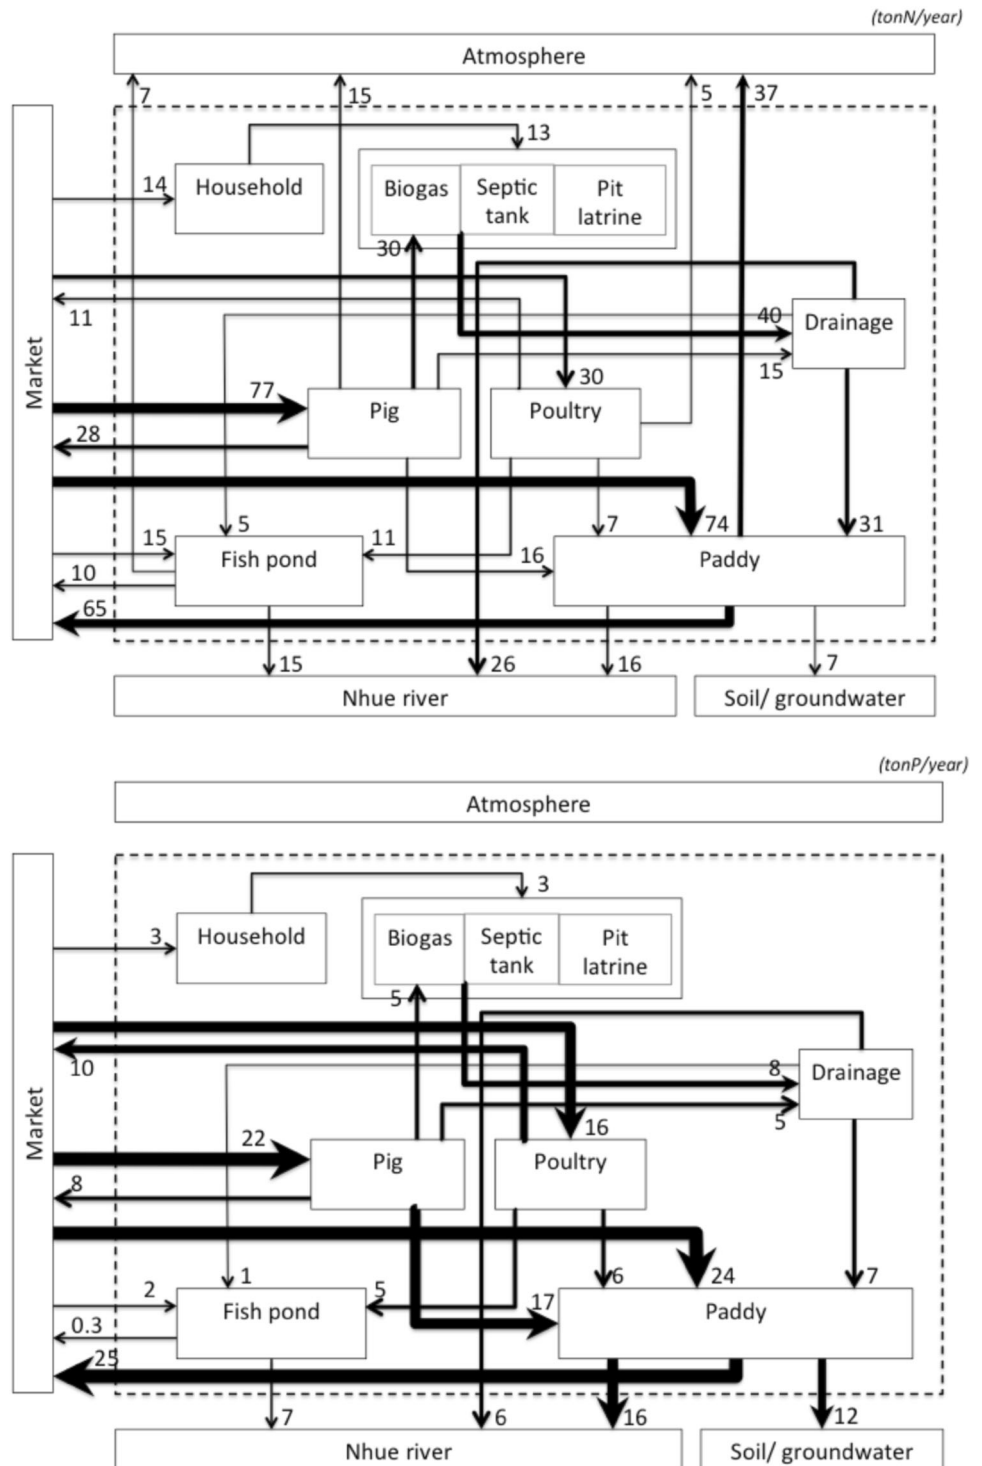 (tonN/year)
Atmosphere
7
15
5
37
13
14
Household
Biogas
Septic
tank
Pit
latrine
30
11
40
Drainage
15
Market
77
30
Pig
Poultry
28
5
7
74
31
15
11
16
Fish pond
Paddy
10
65
15
26
16
7
Nhue river
Soil/ groundwater
(tonP/year)
Atmosphere
3
3
Household
Biogas
Septic
tank
Pit
latrine
5
10
8
Drainage
5
Market
22
16
Pig
Poultry
8
1
6
24
7
2
5
17
Fish pond
Paddy
0.3
25
7
6
16
12
Nhue river
Soil/ groundwater